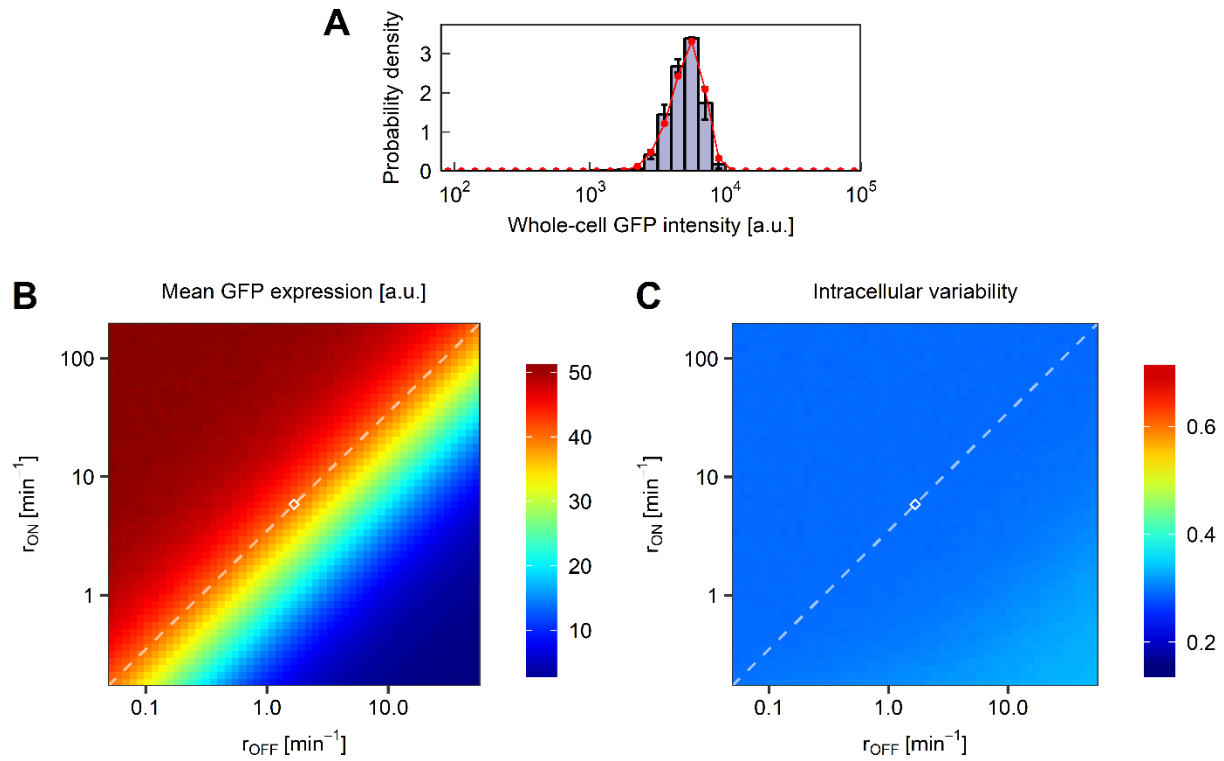 A
Probability density
3
2
1
0
10²
10³
10⁴
10⁵
Whole-cell GFP intensity [a.u.]
B
Mean GFP expression [a.u.]
r_ON [min⁻¹]
100
10
1
0.1
1.0
10.0
r_OFF [min⁻¹]
50
40
30
20
10
C
Intracellular variability
r_ON [min⁻¹]
100
10
1
0.1
1.0
10.0
r_OFF [min⁻¹]
0.6
0.4
0.2